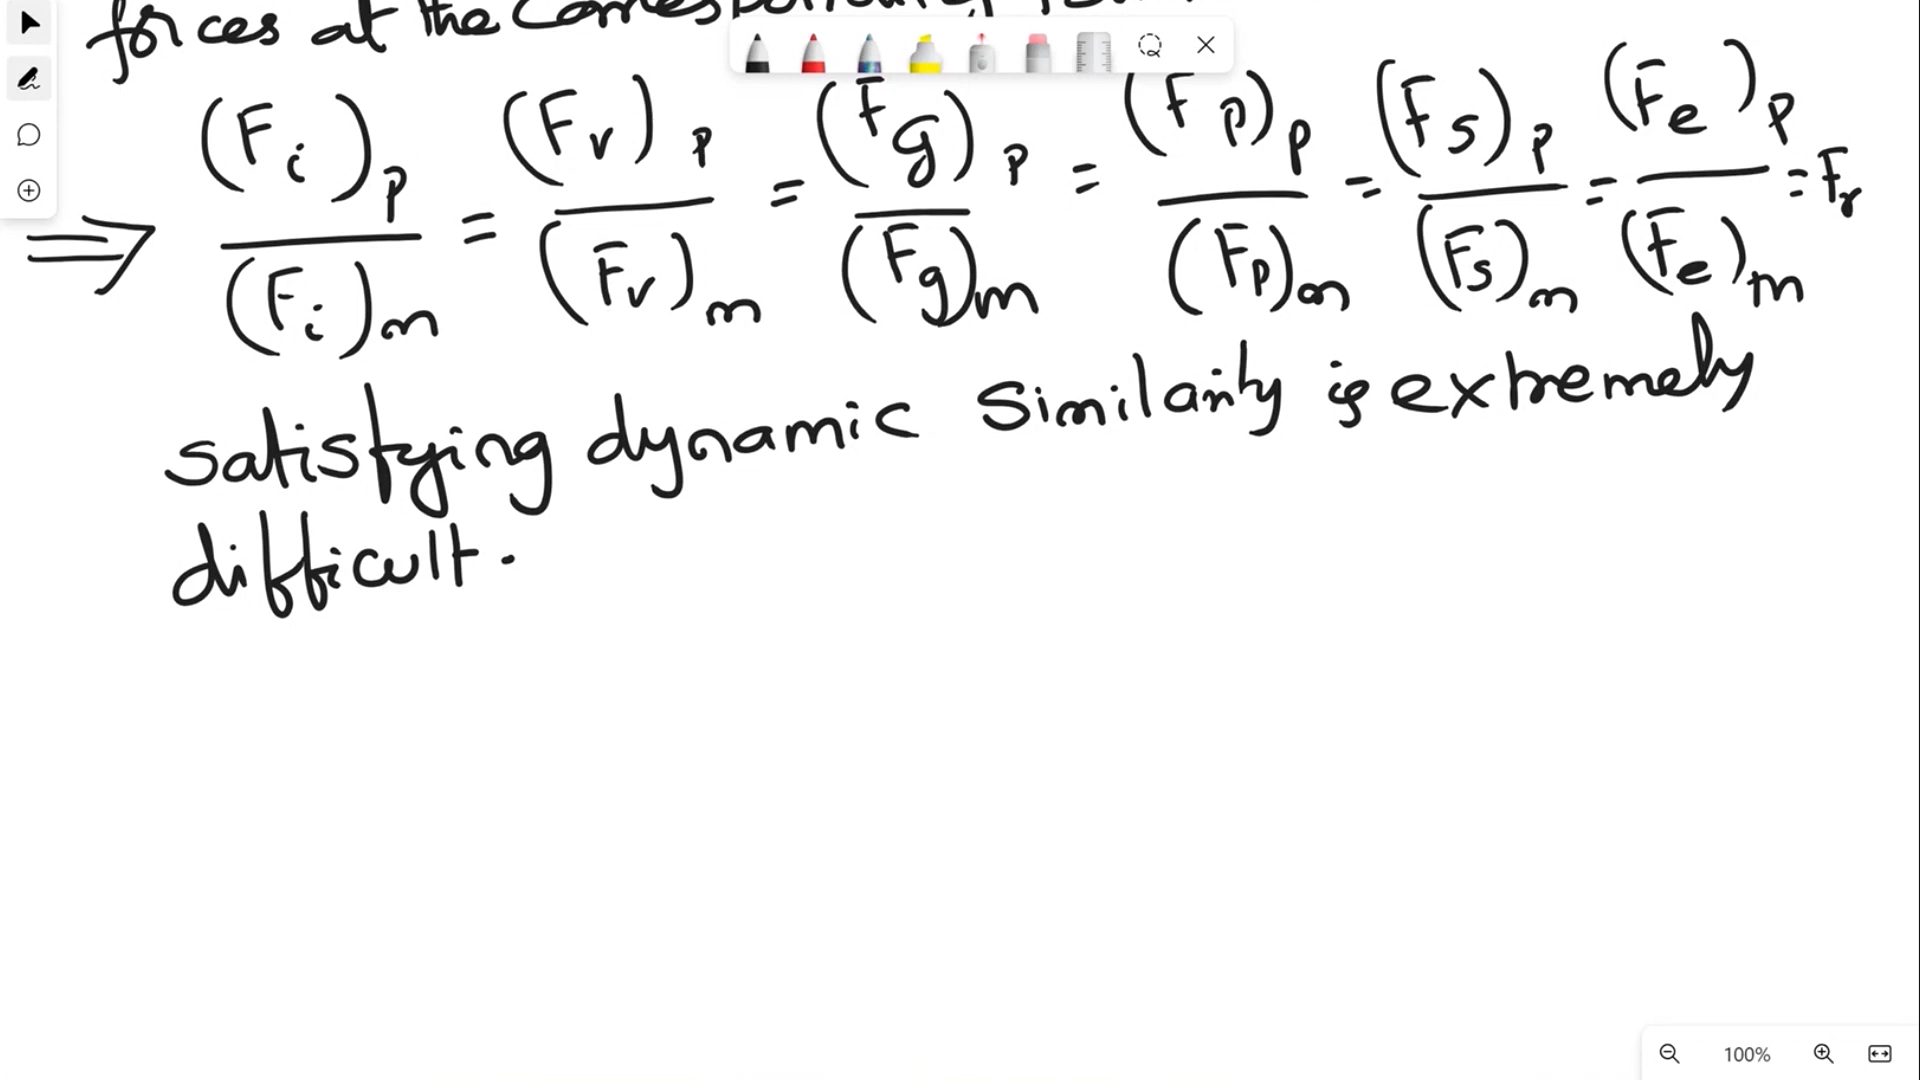 forces at the
⇒ (Fi)p / (Fi)m = (Fv)p / (Fv)m = (Fg)p / (Fg)m = (Fp)p / (Fp)m = (Fs)p / (Fs)m = (Fe)p / (Fe)m = Fr
satisfying dynamic similarity is extremely
difficult.
100%